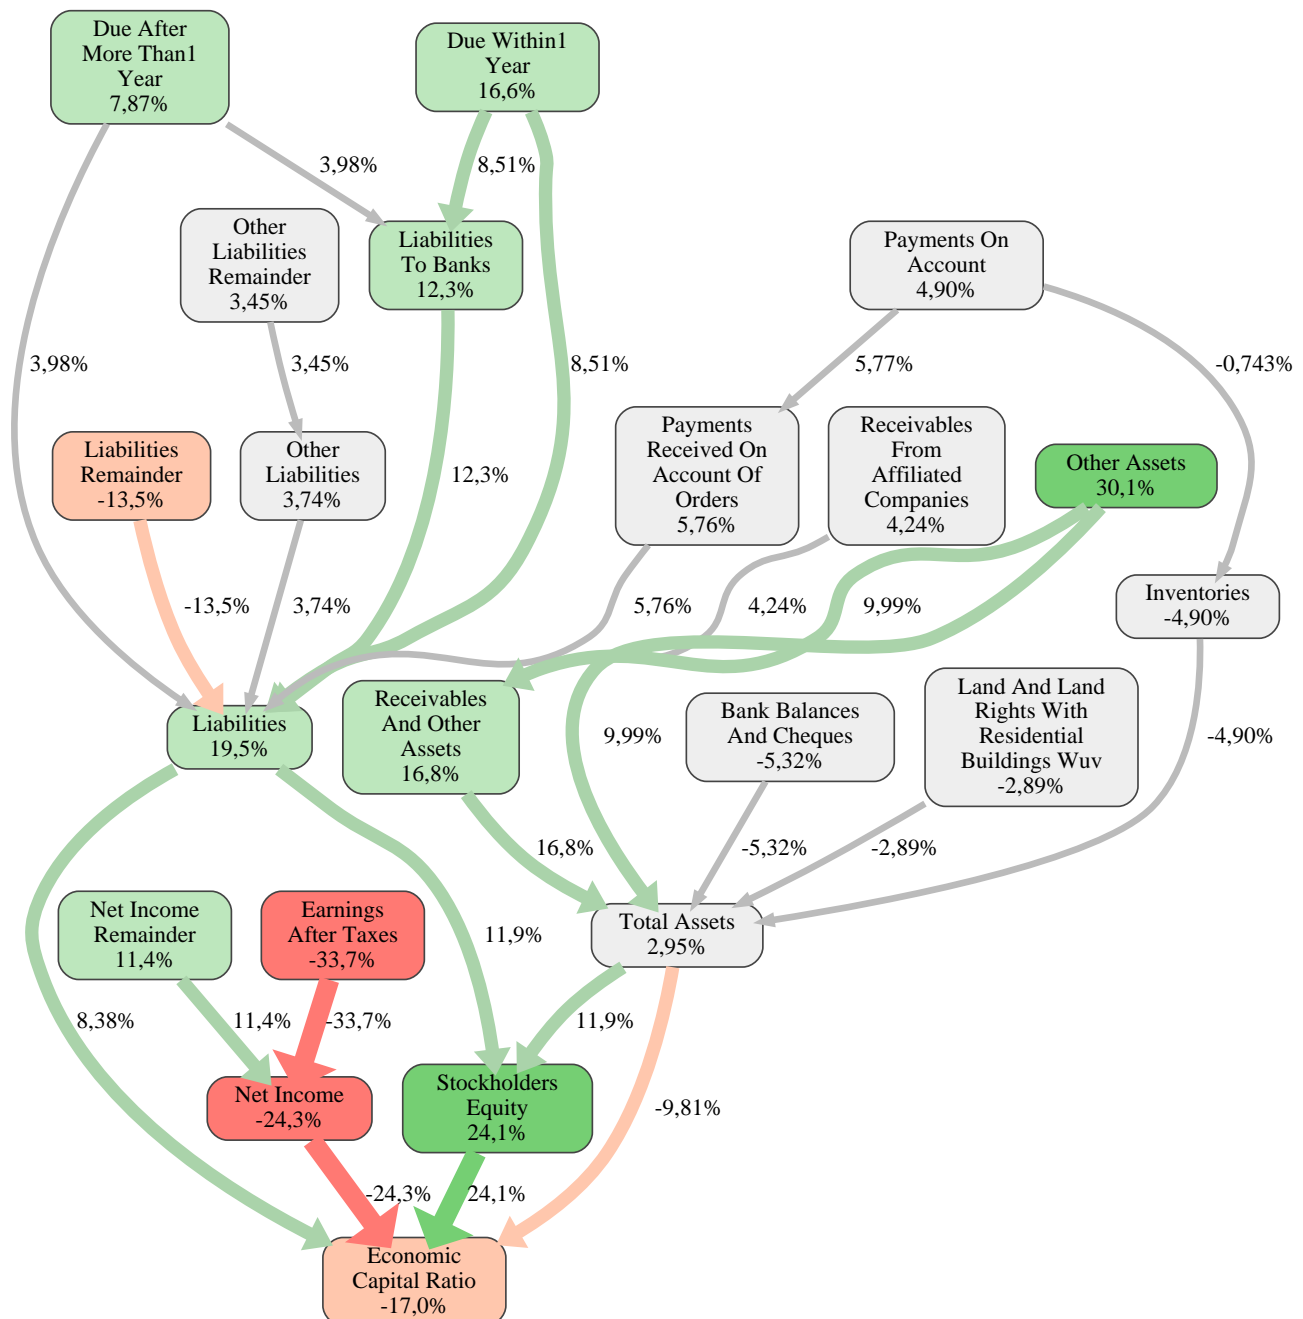 Due After
More Than1
Year
7,87%
Due Within1
Year
16,6%
3,98%
8,51%
Other
Liabilities
Remainder
3,45%
Liabilities
To Banks
12,3%
Payments On
Account
4,90%
3,98%
3,45%
8,51%
5,77%
-0,743%
Liabilities
Remainder
-13,5%
Other
Liabilities
3,74%
12,3%
Payments
Received On
Account Of
Orders
5,76%
Receivables
From
Affiliated
Companies
4,24%
Other Assets
30,1%
-13,5%
3,74%
5,76%
4,24%
9,99%
Inventories
-4,90%
Liabilities
19,5%
Receivables
And Other
Assets
16,8%
9,99%
Bank Balances
And Cheques
-5,32%
Land And Land
Rights With
Residential
Buildings Wuv
-2,89%
-4,90%
16,8%
-5,32%
-2,89%
Net Income
Remainder
11,4%
Earnings
After Taxes
-33,7%
11,9%
Total Assets
2,95%
8,38%
11,4%
-33,7%
11,9%
Net Income
-24,3%
Stockholders
Equity
24,1%
-9,81%
-24,3%
24,1%
Economic
Capital Ratio
-17,0%